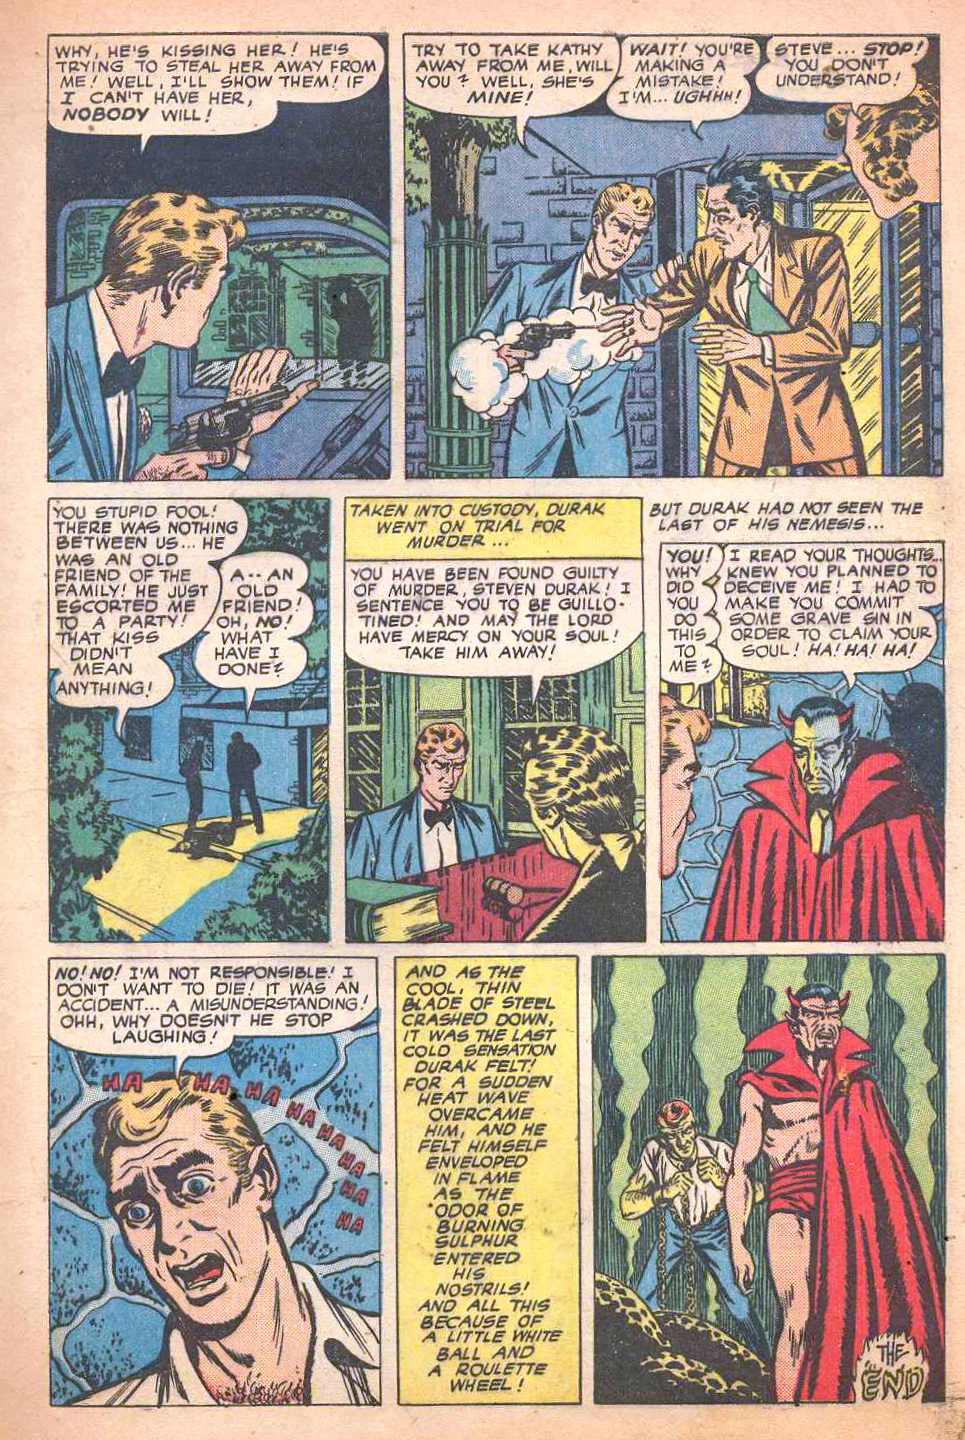 WHY, HE'S KISSING HER! HE'S
TRYING TO STEAL HER AWAY FROM
ME! WELL, I'LL SHOW THEM! IF
I CAN'T HAVE HER,
NOBODY WILL!
TRY TO TAKE KATHY
AWAY FROM ME, WILL
YOU? WELL, SHE'S
MINE!
WAIT! YOU'RE
MAKING A
MISTAKE!
I'M... UGHHH!
STEVE... STOP!
YOU DON'T
UNDERSTAND!
YOU STUPID FOOL!
THERE WAS NOTHING
BETWEEN US... HE
WAS AN OLD
FRIEND OF THE
FAMILY! HE JUST
ESCORTED ME
TO A PARTY!
THAT KISS
DIDN'T
MEAN
ANYTHING!
A-- AN
OLD
FRIEND!
OH, NO!
WHAT
HAVE I
DONE?
TAKEN INTO CUSTODY, DURAK
WENT ON TRIAL FOR
MURDER...
YOU HAVE BEEN FOUND GUILTY
OF MURDER, STEVEN DURAK! I
SENTENCE YOU TO BE GUILLO-
TINED! AND MAY THE LORD
HAVE MERCY ON YOUR SOUL!
TAKE HIM AWAY!
BUT DURAK HAD NOT SEEN THE
LAST OF HIS NEMESIS...
YOU!
WHY
DID
YOU
DO
THIS
TO
ME?
I READ YOUR THOUGHTS...
KNEW YOU PLANNED TO
DECEIVE ME! I HAD TO
MAKE YOU COMMIT
SOME GRAVE SIN IN
ORDER TO CLAIM YOUR
SOUL! HA! HA! HA!
NO! NO! I'M NOT RESPONSIBLE! I
DON'T WANT TO DIE! IT WAS AN
ACCIDENT... A MISUNDERSTANDING!
OHH, WHY DOESN'T HE STOP
LAUGHING!
HA HA HA HA HA HA HA HA
AND AS THE
COOL, THIN
BLADE OF STEEL
CRASHED DOWN,
IT WAS THE LAST
COLD SENSATION
DURAK FELT!
FOR A SUDDEN
HEAT WAVE
OVERCAME
HIM, AND HE
FELT HIMSELF
ENVELOPED
IN FLAME
AS THE
ODOR OF
BURNING
SULPHUR
ENTERED
HIS
NOSTRILS!
AND ALL THIS
BECAUSE OF
A LITTLE WHITE
BALL AND
A ROULETTE
WHEEL!
THE
END